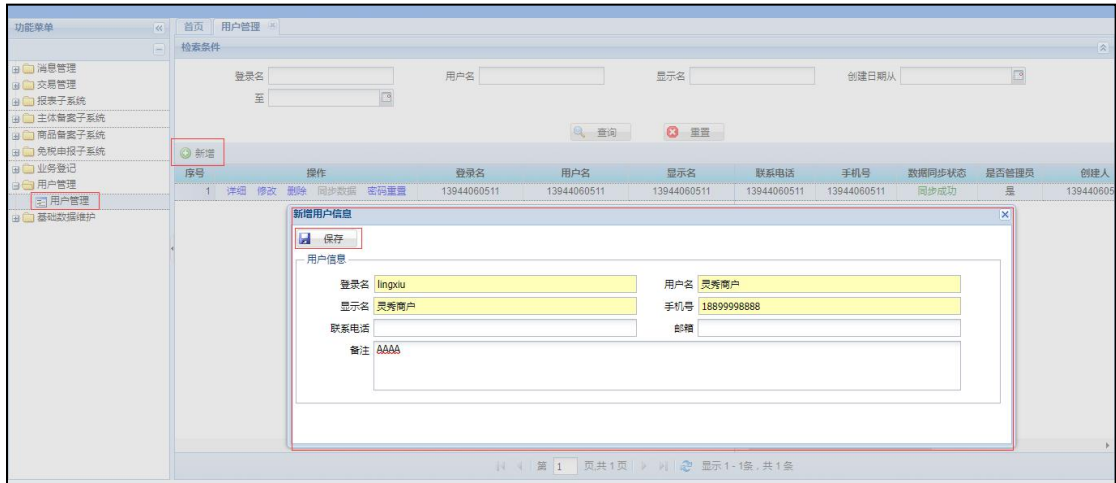 功能菜单
首页 用户管理
检索条件
消息管理
交易管理
报表子系统
主体备案子系统
商品备案子系统
免税申报子系统
业务登记
用户管理
用户管理
基础数据维护
登录名 用户名 显示名 创建日期从
至
查询 重置
新增
序号 操作 登录名 用户名 显示名 联系电话 手机号 数据同步状态 是否管理员 创建人
1 详细 修改 删除 同步数据 密码重置 13944060511 13944060511 13944060511 13944060511 13944060511 同步成功 是 139440605
新增用户信息
保存
用户信息
登录名 lingxiu 用户名 灵秀商户
显示名 灵秀商户 手机号 18899998888
联系电话 邮箱
备注 AAAA
第 1 页,共1页 显示 1 - 1条，共 1 条